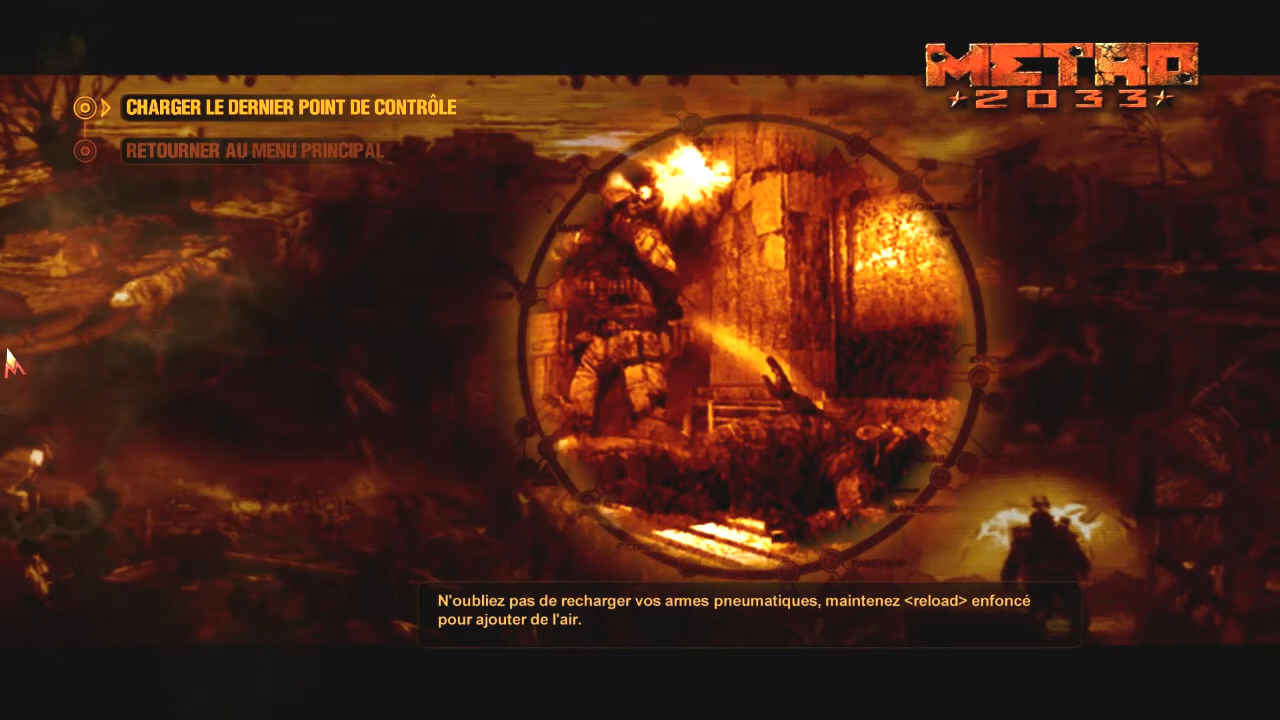 METRO
2033
CHARGER LE DERNIER POINT DE CONTRÔLE
RETOURNER AU MENU PRINCIPAL
N'oubliez pas de recharger vos armes pneumatiques, maintenez <reload> enfoncé
pour ajouter de l'air.